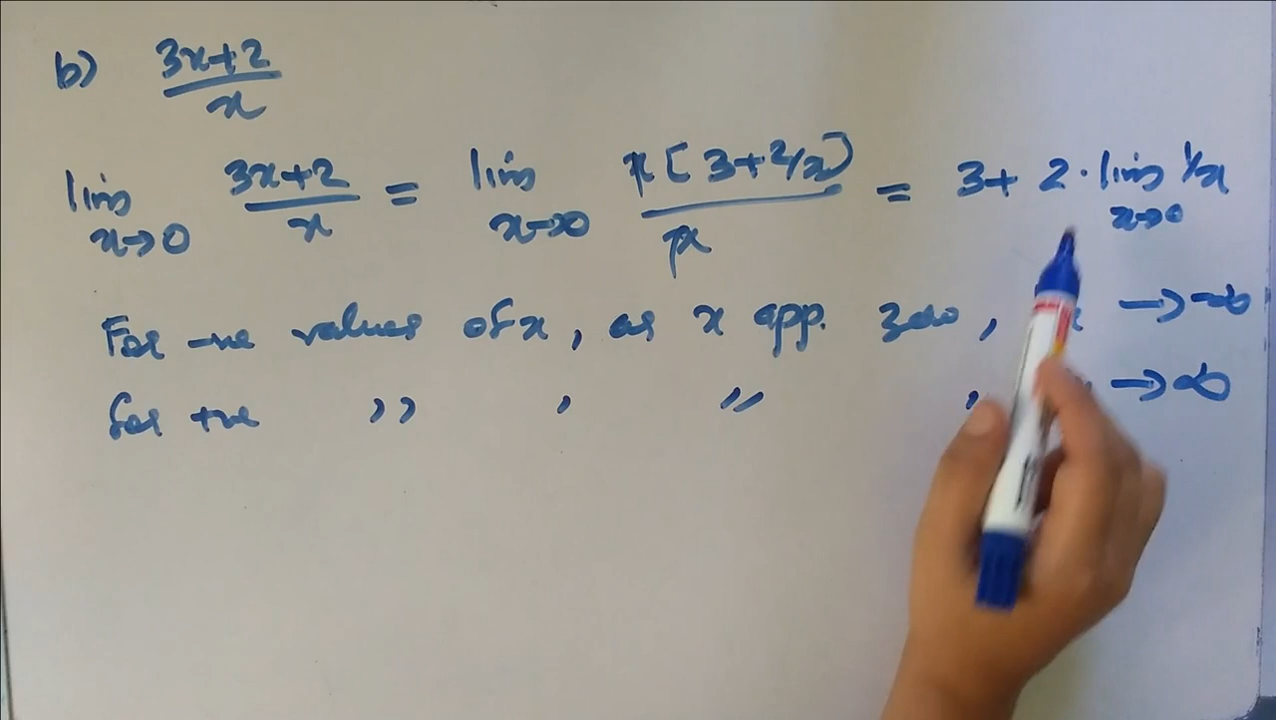 b) 3x+2
x
lim x→0 3x+2 / x = lim x→0 x[3+2/x) / x = 3+ 2·lim x→0 1/x
For -ve values of x, as x app. zero, →-∞
for +ve ,, , ,, , →∞